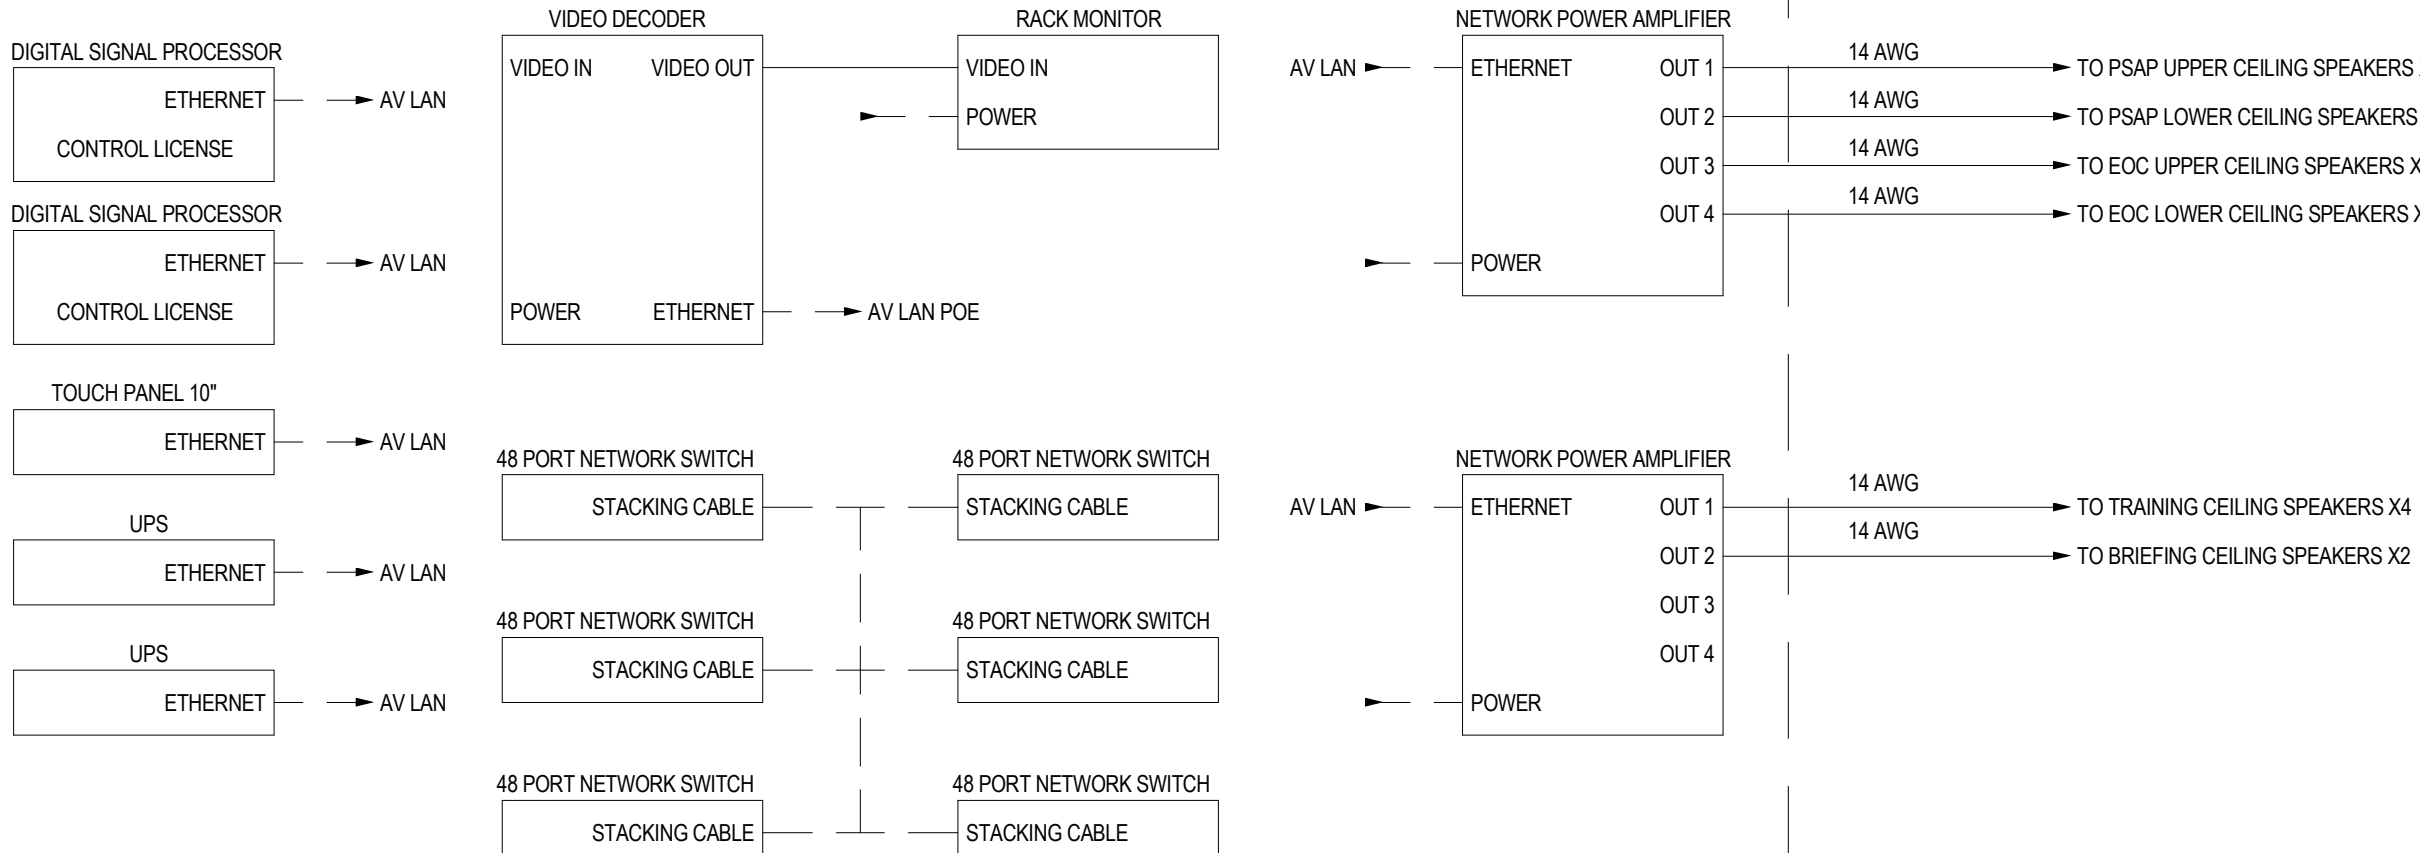 DIGITAL SIGNAL PROCESSOR
ETHERNET
AV LAN
CONTROL LICENSE
DIGITAL SIGNAL PROCESSOR
ETHERNET
AV LAN
CONTROL LICENSE
TOUCH PANEL 10"
ETHERNET
AV LAN
UPS
ETHERNET
AV LAN
UPS
ETHERNET
AV LAN
VIDEO DECODER
VIDEO IN VIDEO OUT
POWER ETHERNET
AV LAN POE
RACK MONITOR
VIDEO IN
POWER
48 PORT NETWORK SWITCH
STACKING CABLE
48 PORT NETWORK SWITCH
STACKING CABLE
48 PORT NETWORK SWITCH
STACKING CABLE
48 PORT NETWORK SWITCH
STACKING CABLE
48 PORT NETWORK SWITCH
STACKING CABLE
48 PORT NETWORK SWITCH
STACKING CABLE
NETWORK POWER AMPLIFIER
AV LAN
ETHERNET
OUT 1
14 AWG
TO PSAP UPPER CEILING SPEAKERS
OUT 2
14 AWG
TO PSAP LOWER CEILING SPEAKERS
OUT 3
14 AWG
TO EOC UPPER CEILING SPEAKERS
OUT 4
14 AWG
TO EOC LOWER CEILING SPEAKERS
POWER
NETWORK POWER AMPLIFIER
AV LAN
ETHERNET
OUT 1
14 AWG
TO TRAINING CEILING SPEAKERS X4
OUT 2
14 AWG
TO BRIEFING CEILING SPEAKERS X2
OUT 3
OUT 4
POWER